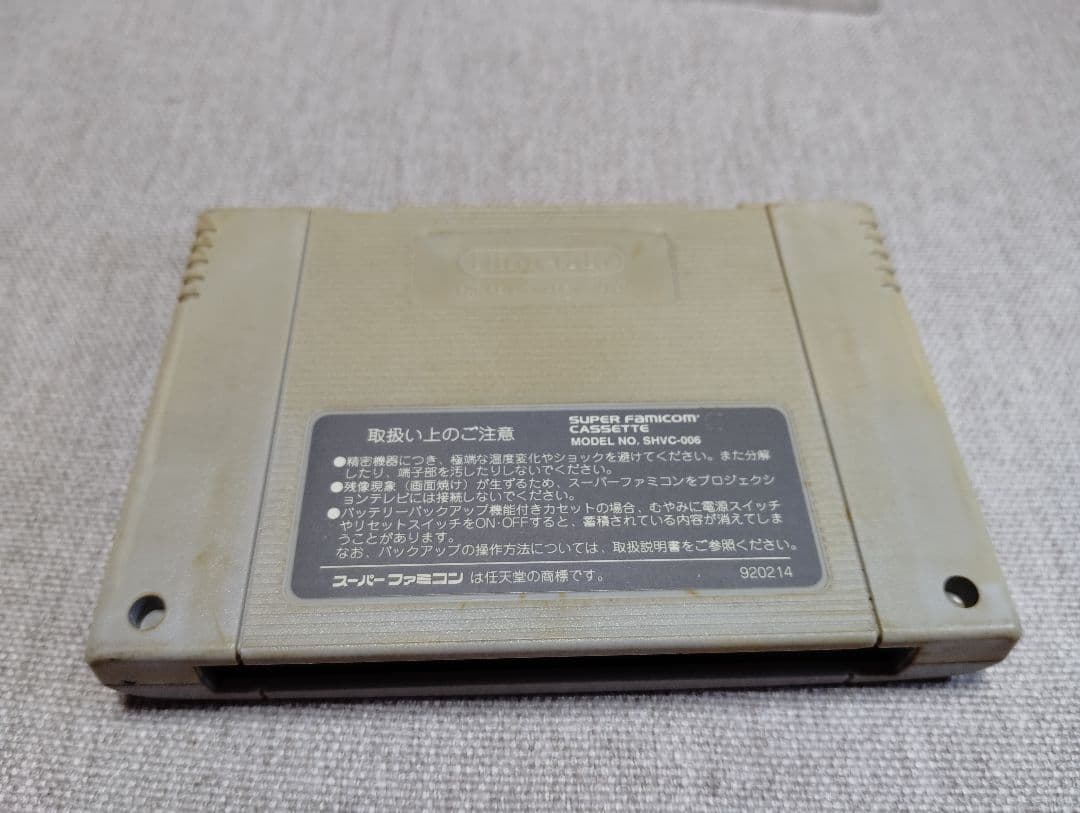 Nintendo
取扱い上のご注意
SUPER FAMICOM
CASSETTE
MODEL NO. SHVC-006
●精密機器につき、極端な温度変化やショックを避けてください。また分解
したり、端子部を汚したりしないでください。
●残像現象（画面焼け）が生ずるため、スーパーファミコンをプロジェクシ
ョンテレビには接続しないでください。
●バッテリーバックアップ機能付きカセットの場合、むやみに電源スイッチ
やリセットスイッチをON・OFFすると、蓄積されている内容が消えてしま
うことがあります。
なお、バックアップの操作方法については、取扱説明書をご参照ください。
スーパーファミコン は任天堂の商標です。
920214